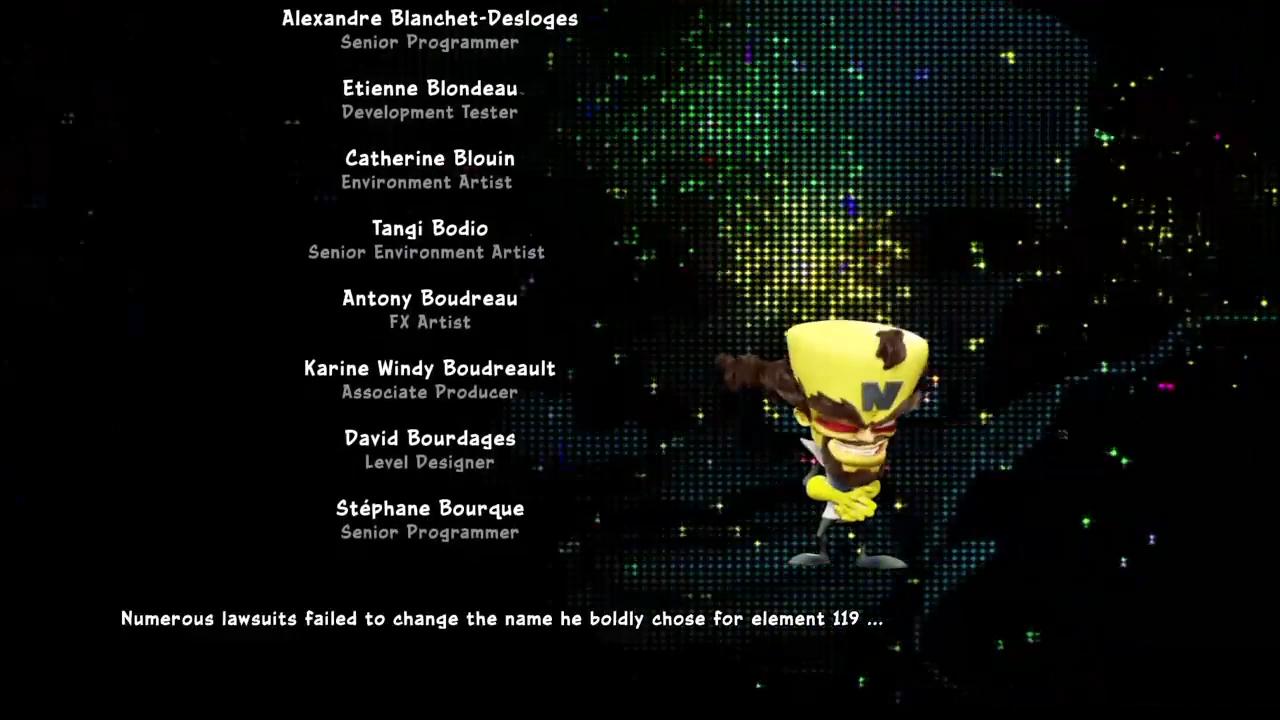 Alexandre Blanchet-Desloges
Senior Programmer
Etienne Blondeau
Development Tester
Catherine Blouin
Environment Artist
Tangi Bodio
Senior Environment Artist
Antony Boudreau
FX Artist
Karine Windy Boudreault
Associate Producer
David Bourdages
Level Designer
Stéphane Bourque
Senior Programmer
N
Numerous lawsuits failed to change the name he boldly chose for element 119 ...